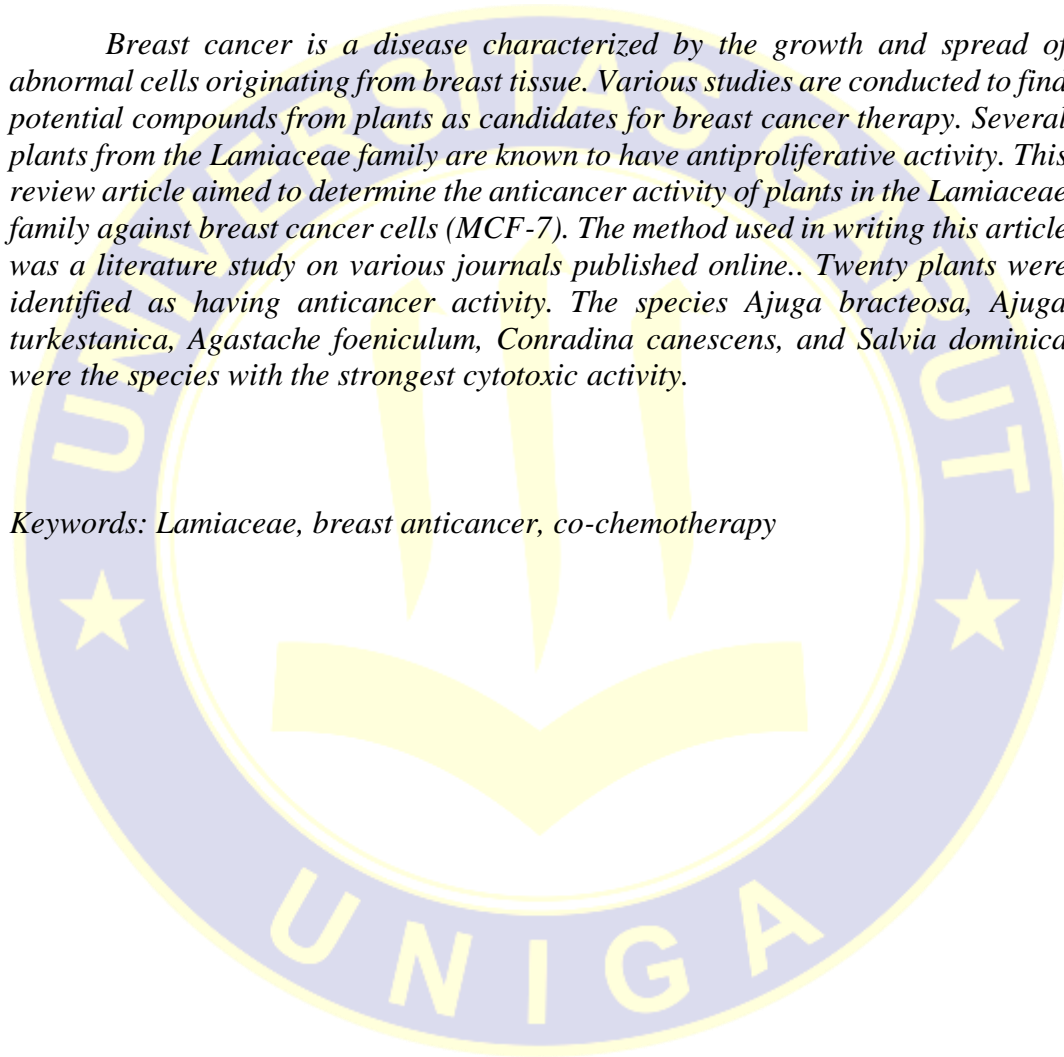 Breast cancer is a disease characterized by the growth and spread of
abnormal cells originating from breast tissue. Various studies are conducted to find
potential compounds from plants as candidates for breast cancer therapy. Several
plants from the Lamiaceae family are known to have antiproliferative activity. This
review article aimed to determine the anticancer activity of plants in the Lamiaceae
family against breast cancer cells (MCF-7). The method used in writing this article
was a literature study on various journals published online.. Twenty plants were
identified as having anticancer activity. The species Ajuga bracteosa, Ajuga
turkestanica, Agastache foeniculum, Conradina canescens, and Salvia dominica
were the species with the strongest cytotoxic activity.
Keywords: Lamiaceae, breast anticancer, co-chemotherapy
UNIVERSITAS GARUT
UNIGA